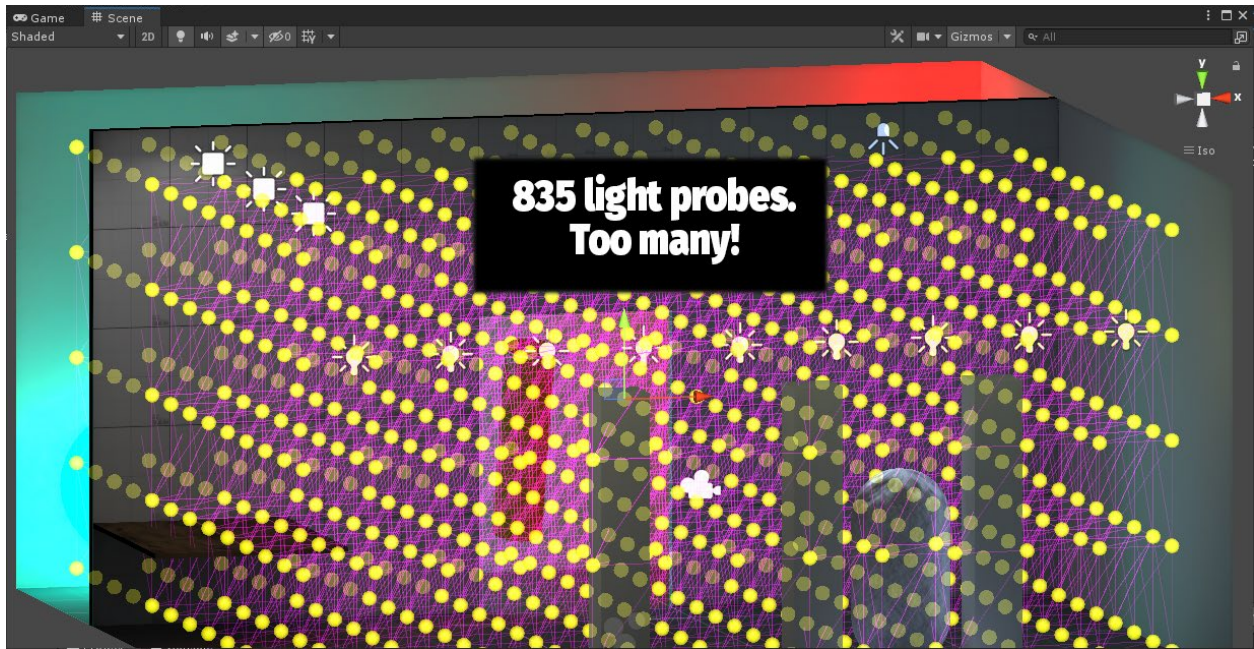 Game
Scene
Shaded
2D
0
Gizmos
All
y
x
Iso
835 light probes.
Too many!